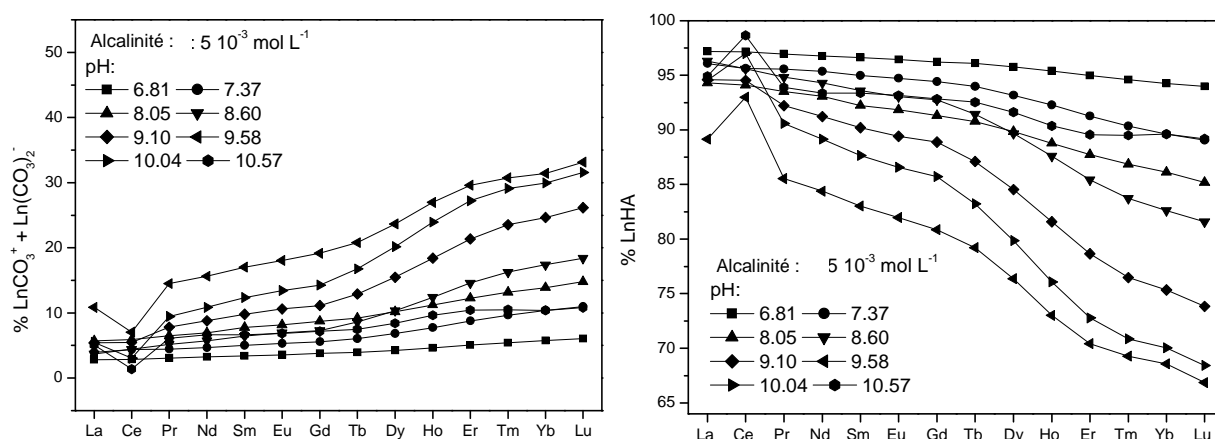 Alcalinité : : 5 10⁻³ mol L⁻¹
pH:
6.81 7.37
8.05 8.60
9.10 9.58
10.04 10.57
% LnCO₃⁺ + Ln(CO₃)₂⁻
50
40
30
20
10
0
La Ce Pr Nd Sm Eu Gd Tb Dy Ho Er Tm Yb Lu
% LnHA
100
95
90
85
80
75
70
65
Alcalinité : 5 10⁻³ mol L⁻¹
pH:
6.81 7.37
8.05 8.60
9.10 9.58
10.04 10.57
La Ce Pr Nd Sm Eu Gd Tb Dy Ho Er Tm Yb Lu